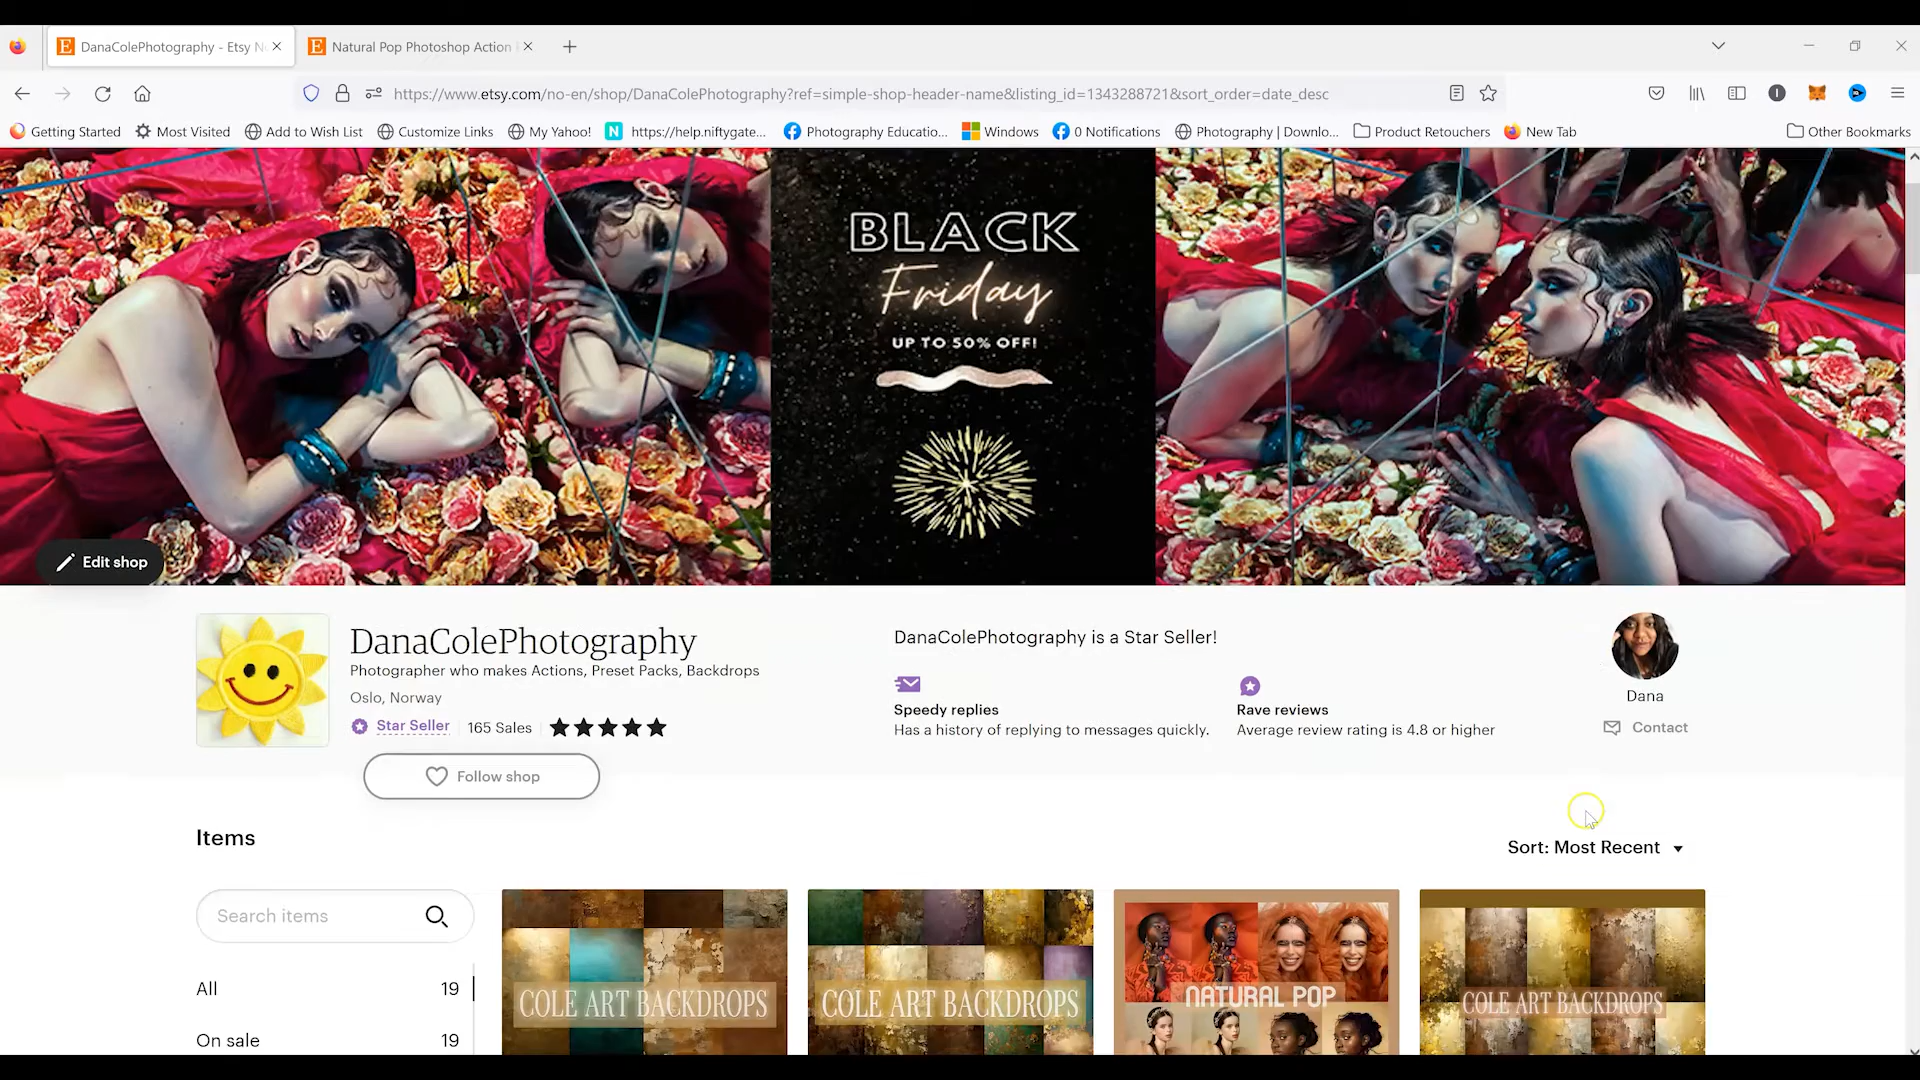 DanaColePhotography - Etsy N
Natural Pop Photoshop Action
https://www.etsy.com/no-en/shop/DanaColePhotography?ref=simple-shop-header-name&listing_id=1343288721&sort_order=date_desc
Getting Started
Most Visited
Add to Wish List
Customize Links
My Yahoo!
https://help.niftygate...
Photography Educatio...
Windows
0 Notifications
Photography | Downlo...
Product Retouchers
New Tab
Other Bookmarks
BLACK
Friday
UP TO 50% OFF!
Edit shop
DanaColePhotography
Photographer who makes Actions, Preset Packs, Backdrops
Oslo, Norway
Star Seller
165 Sales
Follow shop
DanaColePhotography is a Star Seller!
Speedy replies
Has a history of replying to messages quickly.
Rave reviews
Average review rating is 4.8 or higher
Dana
Contact
Items
Sort: Most Recent
Search items
All 19
On sale 19
COLE ART BACKDROPS
COLE ART BACKDROPS
NATURAL POP
COLE ART BACKDROPS